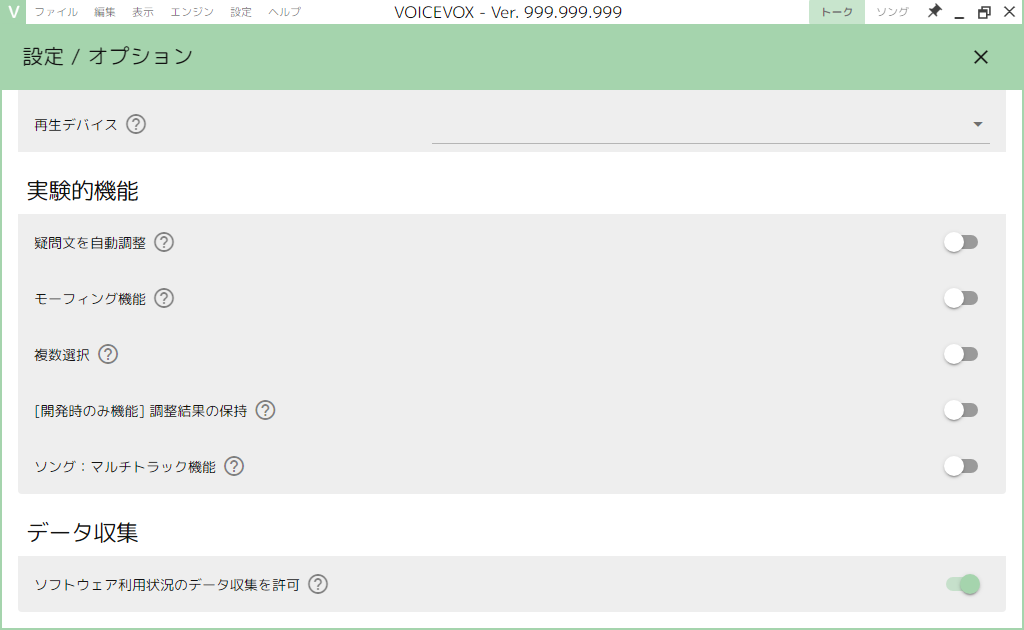 V ファイル 編集 表示 エンジン 設定 ヘルプ VOICEVOX - Ver. 999.999.999 トーク ソング
設定 / オプション
再生デバイス ?
実験的機能
疑問文を自動調整 ?
モーフィング機能 ?
複数選択 ?
[開発時のみ機能] 調整結果の保持 ?
ソング：マルチトラック機能 ?
データ収集
ソフトウェア利用状況のデータ収集を許可 ?